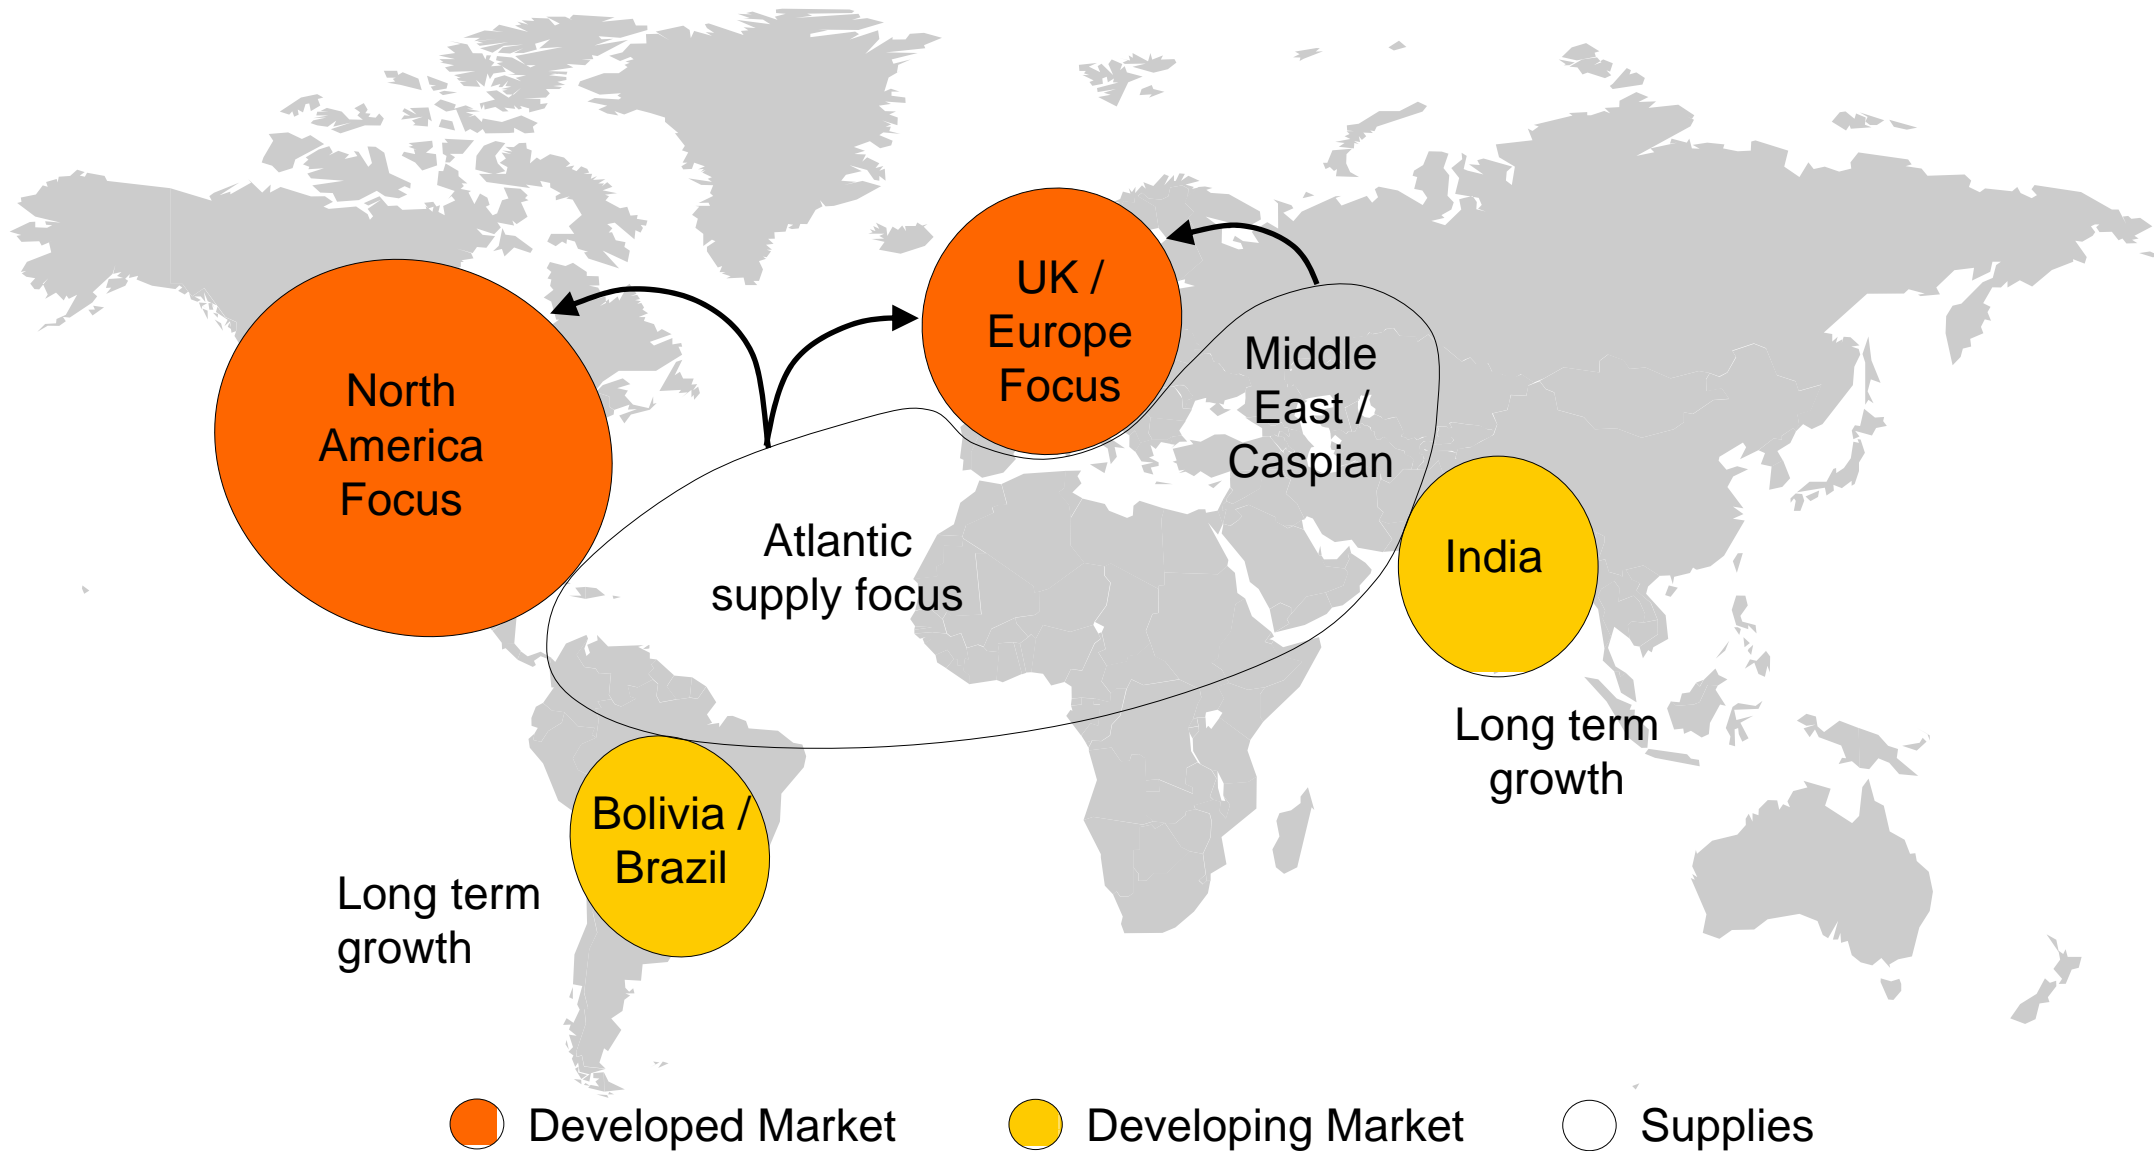 UK /
Europe
Focus
Middle
East /
Caspian
North
America
Focus
Atlantic
supply focus
India
Long term
growth
Bolivia /
Brazil
Long term
growth
Developed Market
Developing Market
Supplies